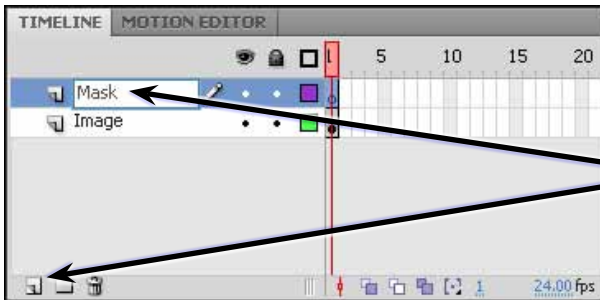 TIMELINE MOTION EDITOR
1 5 10 15 20
Mask
Image
1 24.00 fps